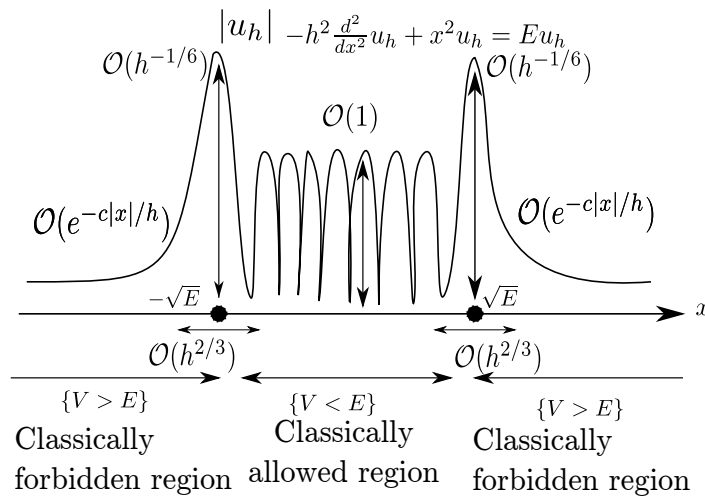 |u_h| -h^2 \frac{d^2}{dx^2} u_h + x^2 u_h = E u_h
O(h^{-1/6}) O(h^{-1/6})
O(1)
O(e^{-c|x|/h}) O(e^{-c|x|/h})
-√E √E
x
O(h^{2/3}) O(h^{2/3})
{V > E} {V < E} {V > E}
Classically Classically Classically
forbidden region allowed region forbidden region